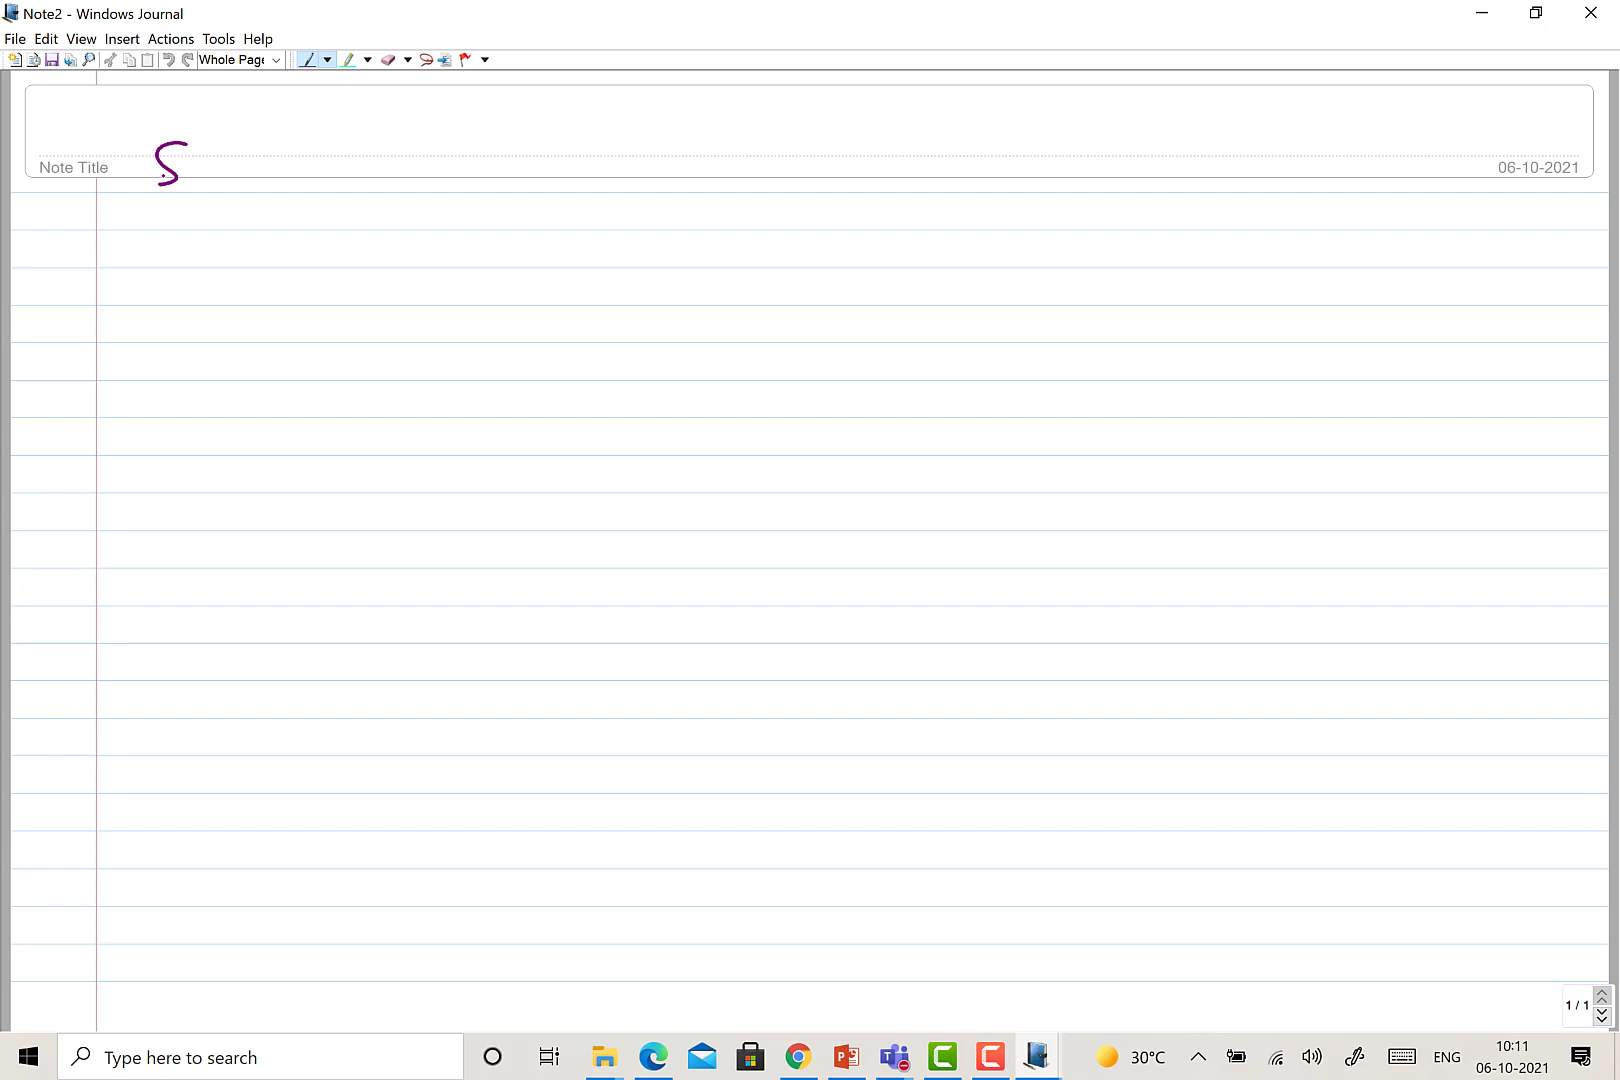 Note2 - Windows Journal
File Edit View Insert Actions Tools Help
Whole Page
S
Note Title 06-10-2021
1 / 1
Type here to search
30°C ENG 10:11
06-10-2021